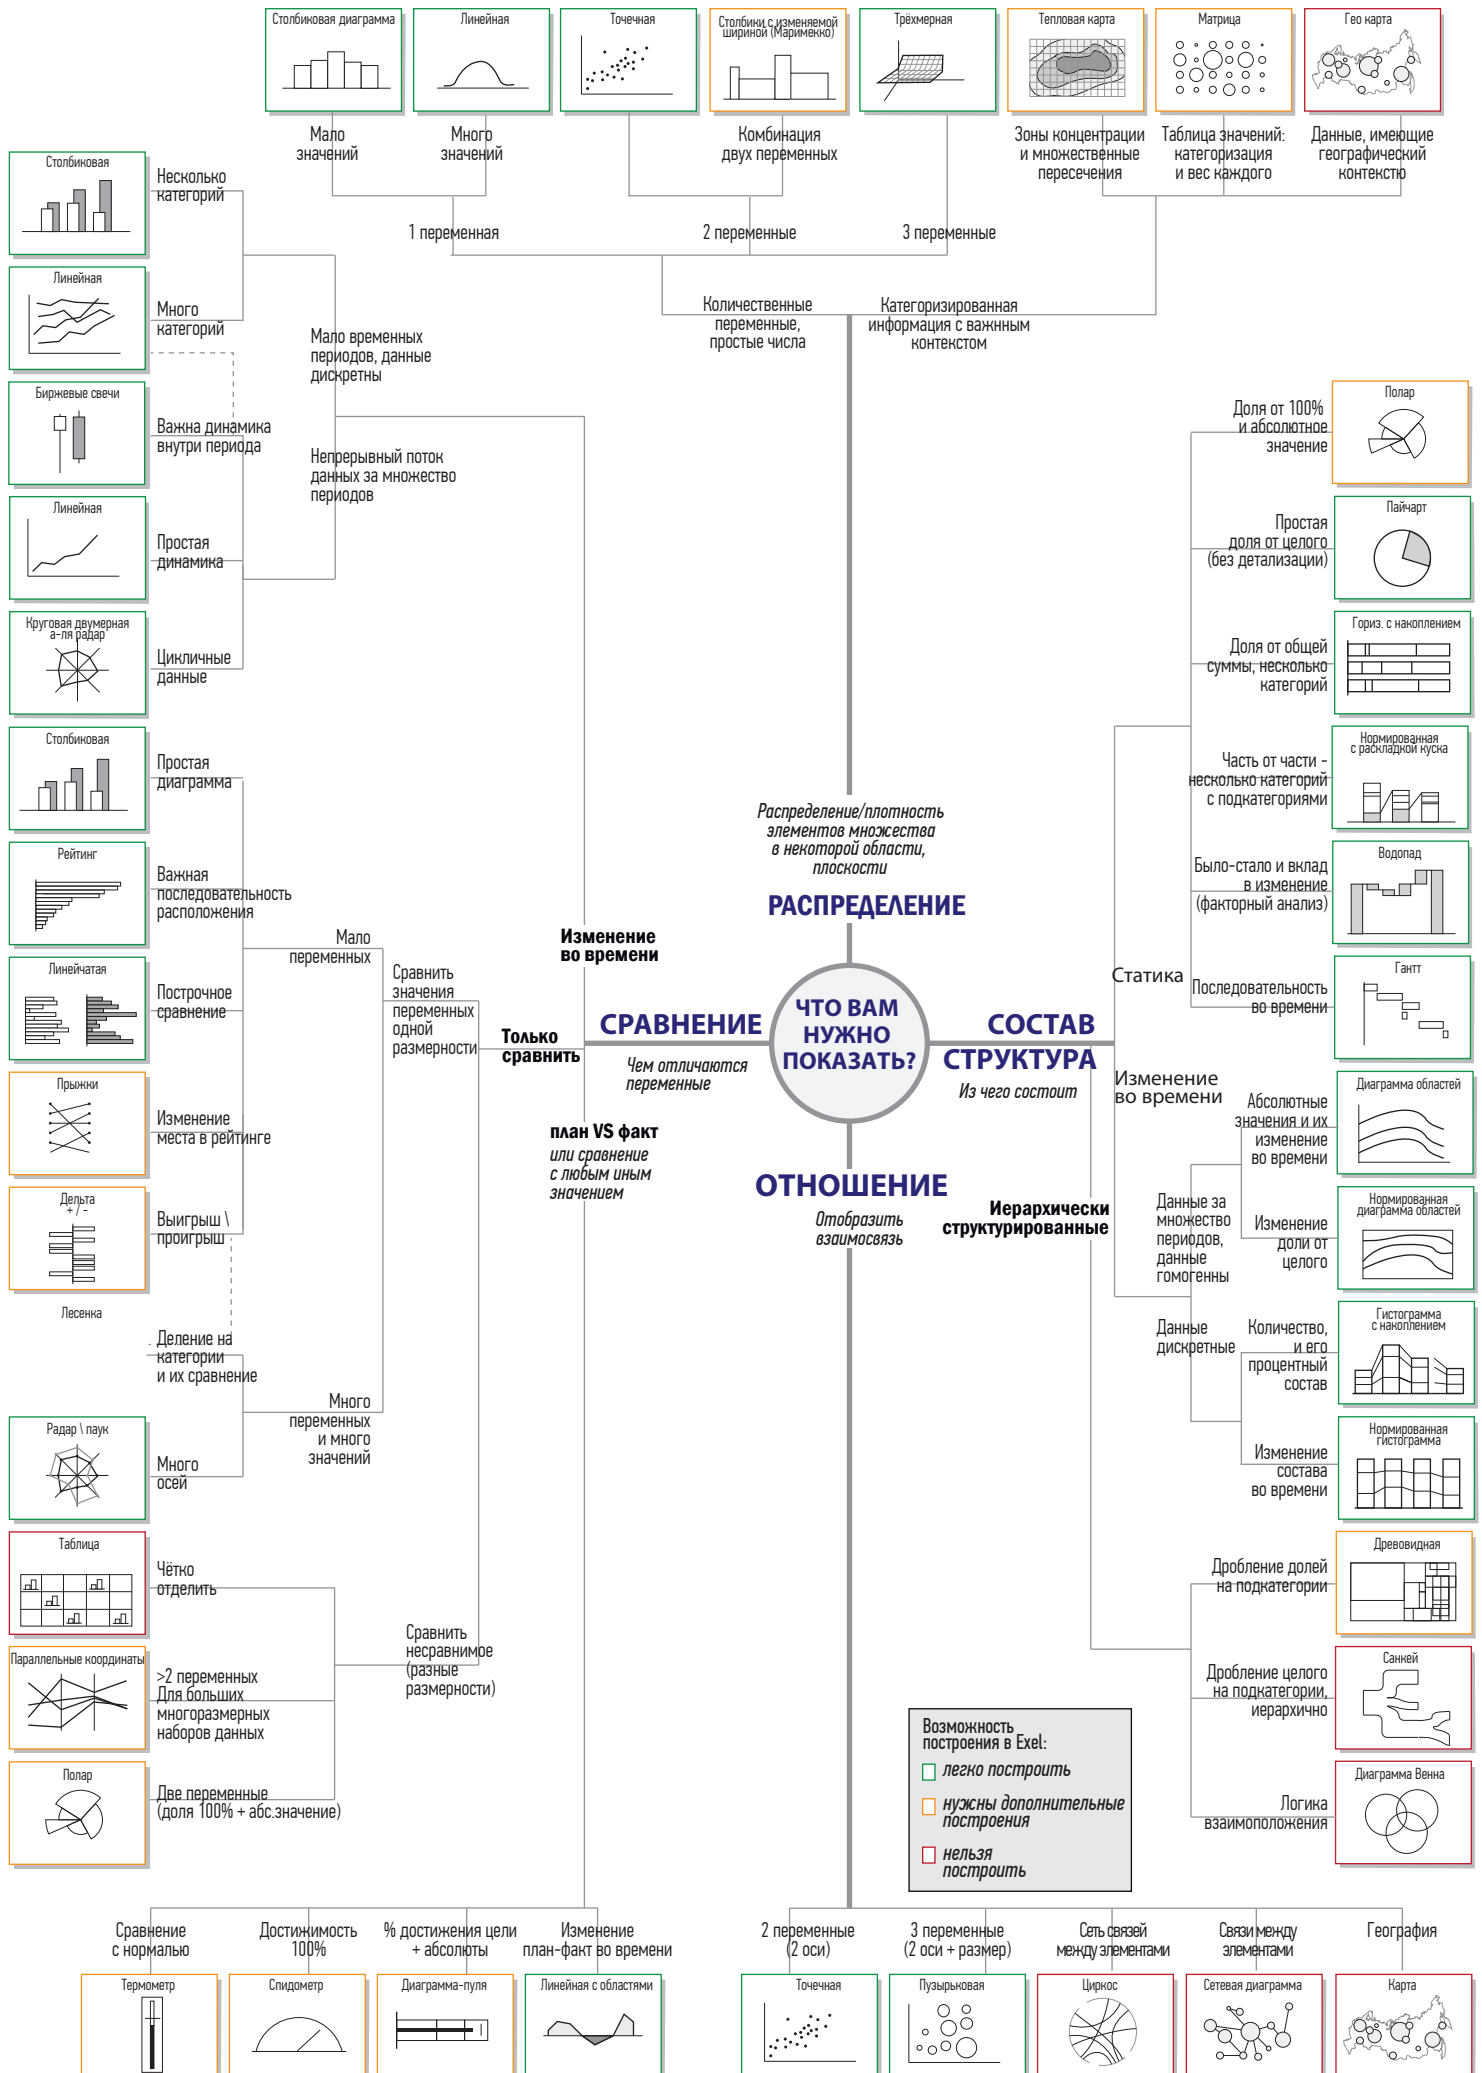 Столбиковая диаграмма
Линейная
Точечная
Столбики с изменяемой
шириной (Маримекко)
Трёхмерная
Тепловая карта
Матрица
Гео карта
Мало
значений
Много
значений
Комбинация
двух переменных
Зоны концентрации
и множественные
пересечения
Таблица значений:
категоризация
и вес каждого
Данные, имеющие
географический
контекстю
1 переменная
2 переменные
3 переменные
Количественные
переменные,
простые числа
Категоризированная
информация с важнным
контекстом
Столбиковая
Несколько
категорий
Линейная
Много
категорий
Мало временных
периодов, данные
дискретны
Биржевые свечи
Важна динамика
внутри периода
Непрерывный поток
данных за множество
периодов
Линейная
Простая
динамика
Круговая двумерная
а-ля радар
Цикличные
данные
Столбиковая
Простая
диаграмма
Рейтинг
Важная
последовательность
расположения
Мало
переменных
Линейчатая
Построчное
сравнение
Сравнить
значения
переменных
одной
размерности
Прыжки
Изменение
места в рейтинге
Дельта
+ / -
Выигрыш \
проигрыш
Лесенка
Деление на
категории
и их сравнение
Много
переменных
и много
значений
Радар \ паук
Много
осей
Таблица
Чётко
отделить
Сравнить
несравнимое
(разные
размерности)
Параллельные координаты
>2 переменных
Для больших
многоразмерных
наборов данных
Полар
Две переменные
(доля 100% + абс.значение)
Изменение
во времени
Только
сравнить
план VS факт
или сравнение
с любым иным
значением
СРАВНЕНИЕ
Чем отличаются
переменные
Распределение/плотность
элементов множества
в некоторой области,
плоскости
РАСПРЕДЕЛЕНИЕ
ЧТО ВАМ
НУЖНО
ПОКАЗАТЬ?
ОТНОШЕНИЕ
Отобразить
взаимосвязь
СОСТАВ
СТРУКТУРА
Из чего состоит
Статика
Изменение
во времени
Иерархически
структурированные
Доля от 100%
и абсолютное
значение
Полар
Простая
доля от целого
(без детализации)
Пайчарт
Доля от общей
суммы, несколько
категорий
Гориз. с накоплением
Часть от части -
несколько категорий
с подкатегориями
Нормированная
с раскладкой куска
Было-стало и вклад
в изменение
(факторный анализ)
Водопад
Последовательность
во времени
Гантт
Данные за
множество
периодов,
данные
гомогенны
Абсолютные
значения и их
изменение
во времени
Диаграмма областей
Изменение
доли от
целого
Нормированная
диаграмма областей
Данные
дискретные
Количество,
и его
процентный
состав
Гистограмма
с накоплением
Изменение
состава
во времени
Нормированная
гистограмма
Дробление долей
на подкатегории
Древовидная
Дробление целого
на подкатегории,
иерархично
Санкей
Логика
взаимоположения
Диаграмма Венна
Возможность
построения в Exel:
легко построить
нужны дополнительные
построения
нельзя
построить
Сравнение
с нормалью
Достижимость
100%
% достижения цели
+ абсолюты
Изменение
план-факт во времени
2 переменные
(2 оси)
3 переменные
(2 оси + размер)
Сеть связей
между элементами
Связи между
элементами
География
Термометр
Спидометр
Диаграмма-пуля
Линейная с областями
Точечная
Пузырьковая
Циркос
Сетевая диаграмма
Карта